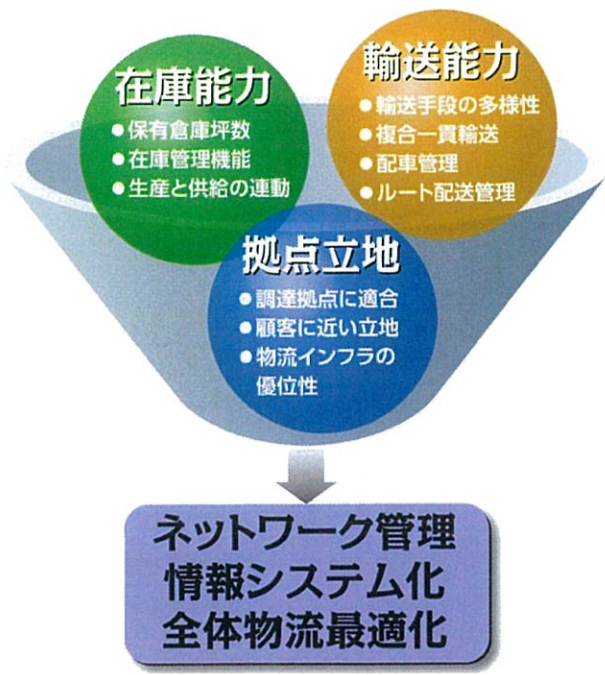 在庫能力
●保有倉庫坪数
●在庫管理機能
●生産と供給の連動
輸送能力
●輸送手段の多様性
●複合一貫輸送
●配車管理
●ルート配送管理
拠点立地
●調達拠点に適合
●顧客に近い立地
●物流インフラの
優位性
ネットワーク管理
情報システム化
全体物流最適化